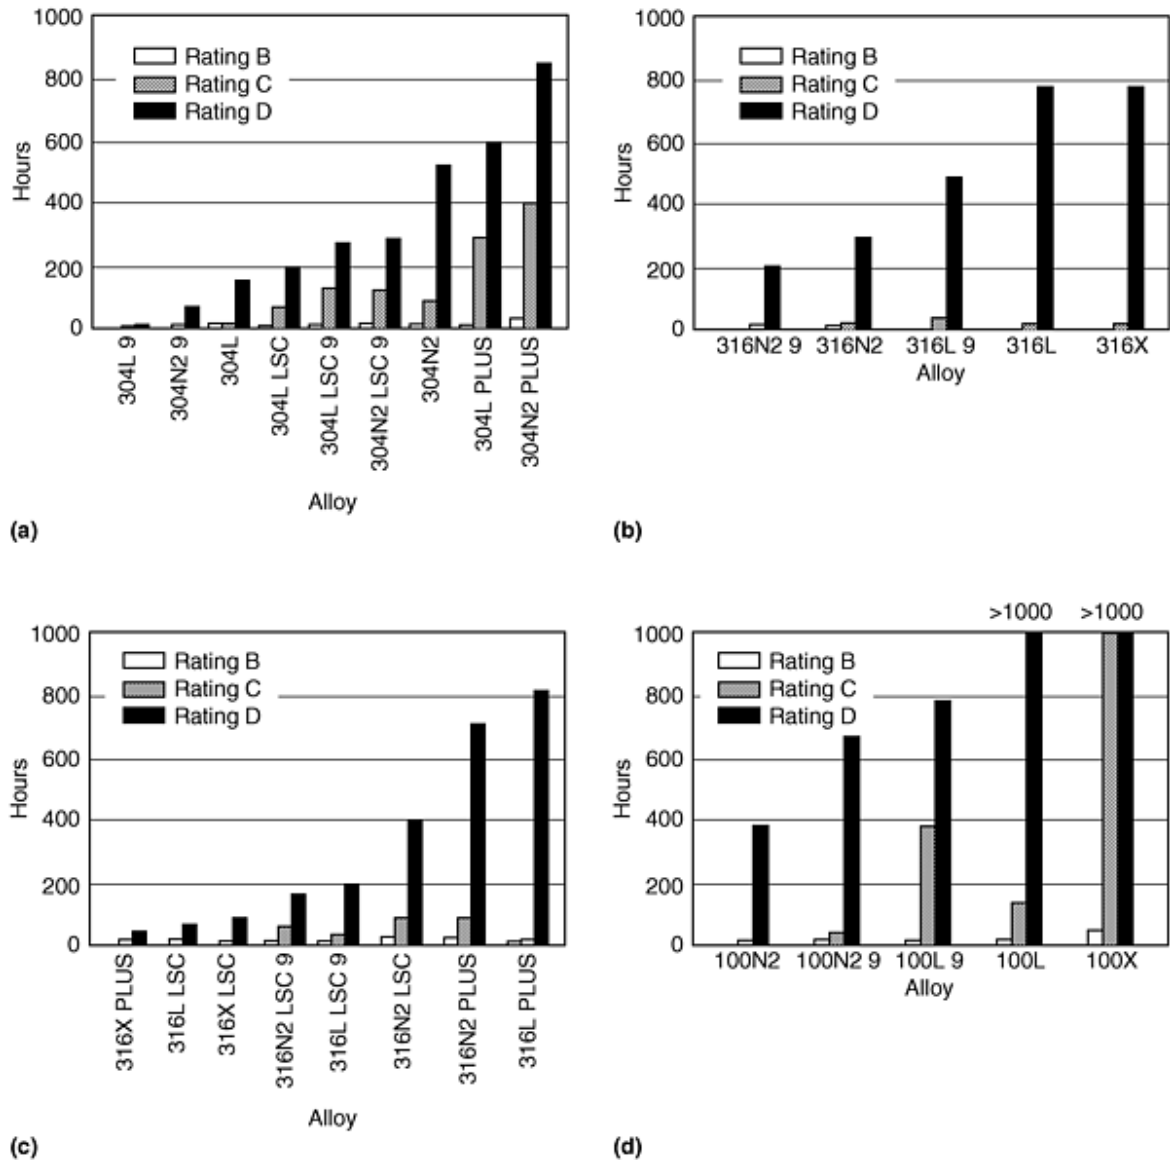 1000
800
600
400
200
0
Hours
Rating B
Rating C
Rating D
304L 9
304N2 9
304L
304L LSC
304L LSC 9
304N2 LSC 9
304N2
304L PLUS
304N2 PLUS
Alloy
(a)
1000
800
600
400
200
0
Hours
Rating B
Rating C
Rating D
316N2 9
316N2
316L 9
316L
316X
Alloy
(b)
1000
800
600
400
200
0
Hours
Rating B
Rating C
Rating D
316X PLUS
316L LSC
316X LSC
316N2 LSC 9
316L LSC 9
316N2 LSC
316N2 PLUS
316L PLUS
Alloy
(c)
>1000
>1000
1000
800
600
400
200
0
Hours
Rating B
Rating C
Rating D
100N2
100N2 9
100L 9
100L
100X
Alloy
(d)